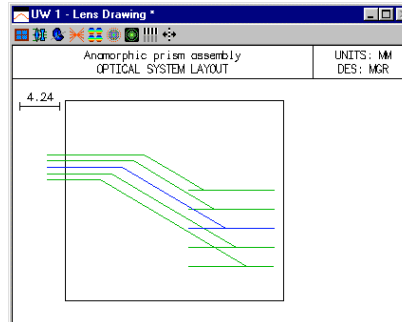 UW 1 - Lens Drawing *
Anamorphic prism assembly
OPTICAL SYSTEM LAYOUT
UNITS: MM
DES: MGR
4.24